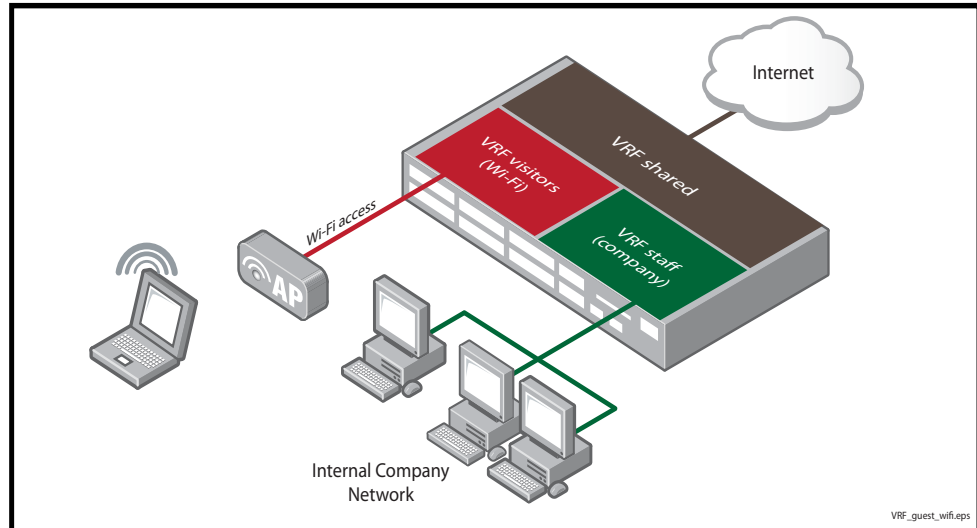 Internet
VRF shared
VRF visitors
(Wi-Fi)
VRF staff
(company)
Wi-Fi access
AP
Internal Company
Network
VRF_guest_wifi.eps